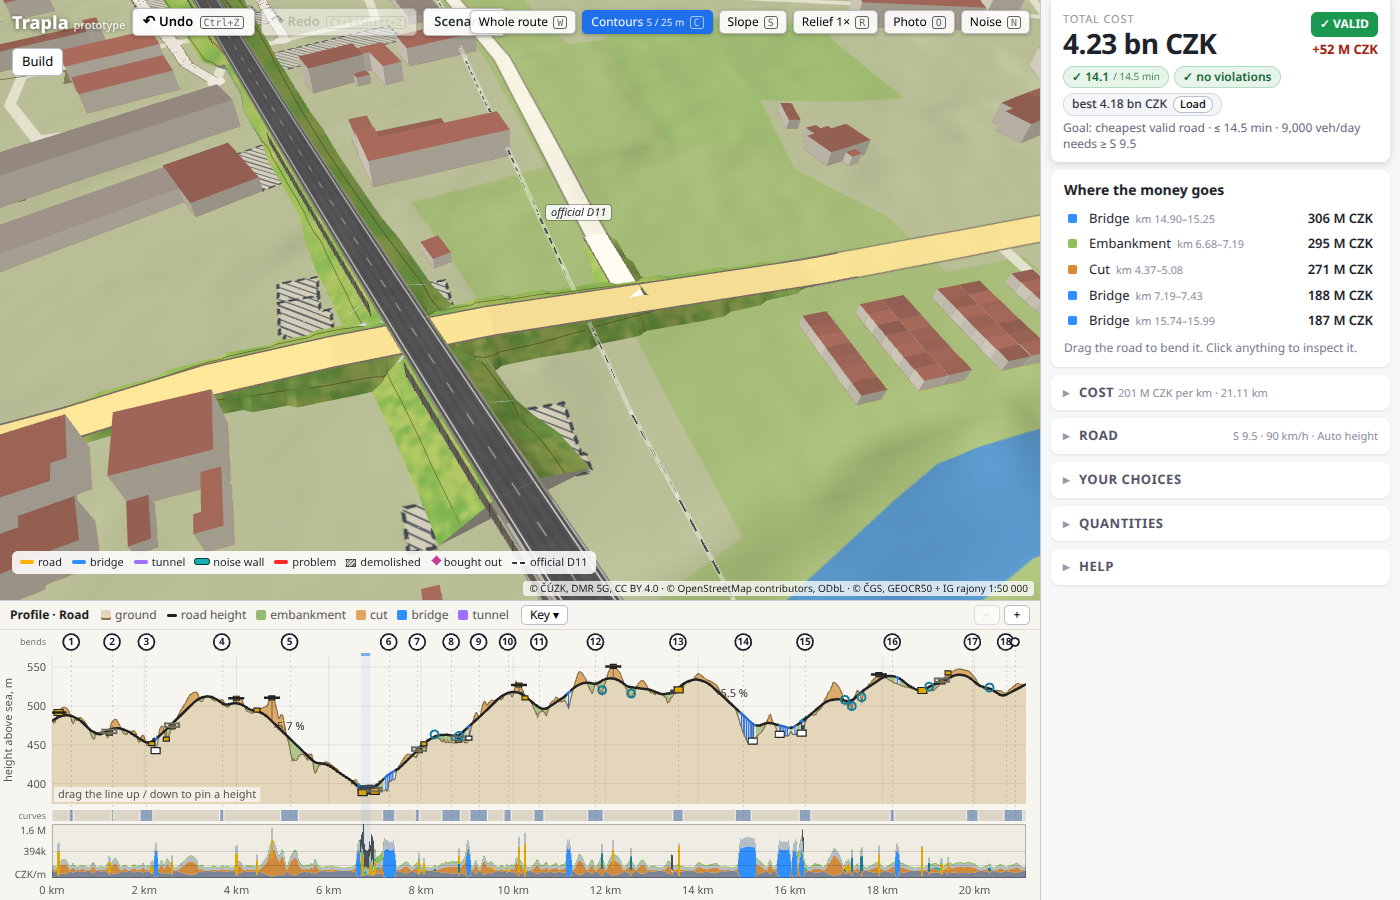 Trapla prototype
↶ Undo Ctrl+Z
Redo Ctrl+Shift+Z
Scena
Whole route W
Contours 5 / 25 m C
Slope S
Relief 1× R
Photo O
Noise N
Build
official D11
road
bridge
tunnel
noise wall
problem
demolished
bought out
official D11
© ČÚZK, DMR 5G, CC BY 4.0 · © OpenStreetMap contributors, ODbL · © ČGS, GEOCR50 + IG rajony 1:50 000
TOTAL COST
4.23 bn CZK
✓ VALID
+52 M CZK
✓ 14.1 / 14.5 min
✓ no violations
best 4.18 bn CZK Load
Goal: cheapest valid road · ≤ 14.5 min · 9,000 veh/day
needs ≥ S 9.5
Where the money goes
Bridge km 14.90–15.25 306 M CZK
Embankment km 6.68–7.19 295 M CZK
Cut km 4.37–5.08 271 M CZK
Bridge km 7.19–7.43 188 M CZK
Bridge km 15.74–15.99 187 M CZK
Drag the road to bend it. Click anything to inspect it.
▸ COST 201 M CZK per km · 21.11 km
▸ ROAD S 9.5 · 90 km/h · Auto height
▸ YOUR CHOICES
▸ QUANTITIES
▸ HELP
Profile · Road
ground
road height
embankment
cut
bridge
tunnel
Key ▾
− +
bends 1 2 3 4 5 6 7 8 9 10 11 12 13 14 15 16 17 18
height above sea, m
550
500
450
400
5.5 %
drag the line up / down to pin a height
curves
1.6 M
394k
CZK/m
0 km 2 km 4 km 6 km 8 km 10 km 12 km 14 km 16 km 18 km 20 km